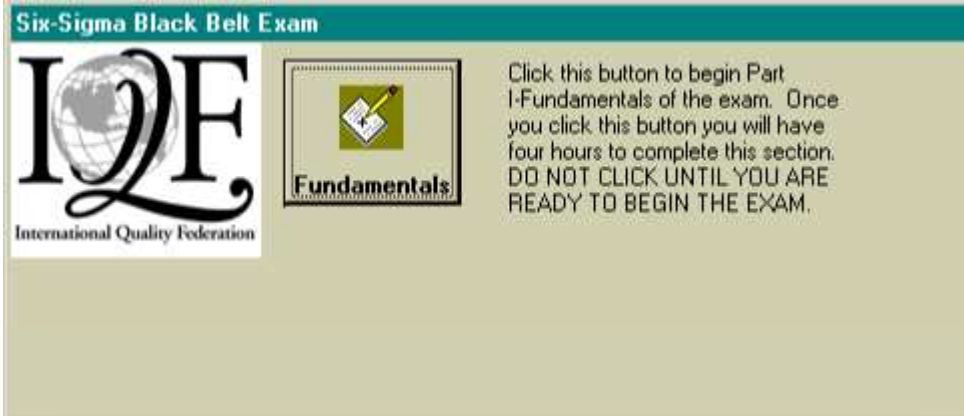 Six-Sigma Black Belt Exam
IQF
International Quality Federation
Fundamentals
Click this button to begin Part
I-Fundamentals of the exam. Once
you click this button you will have
four hours to complete this section.
DO NOT CLICK UNTIL YOU ARE
READY TO BEGIN THE EXAM.